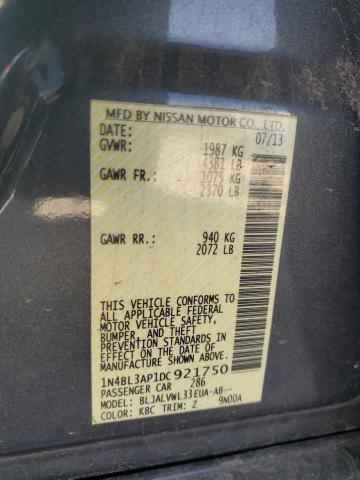 MFD BY NISSAN MOTOR CO., LTD.
DATE: 07/13
GVWR: 1987 KG
4381 LB
GAWR FR.: 1075 KG
2370 LB
GAWR RR.: 940 KG
2072 LB
THIS VEHICLE CONFORMS
TO ALL APPLICABLE FEDERAL
MOTOR VEHICLE SAFETY,
BUMPER, AND THEFT
PREVENTION STANDARDS
IN EFFECT ON THE DATE OF
MANUFACTURE SHOWN ABOVE.
1N4BL3AP1DC921750
PASSENGER CAR 286
MODEL: BLJALVWL33EUA-AB--
COLOR: KBC TRIM: Z 9N00A